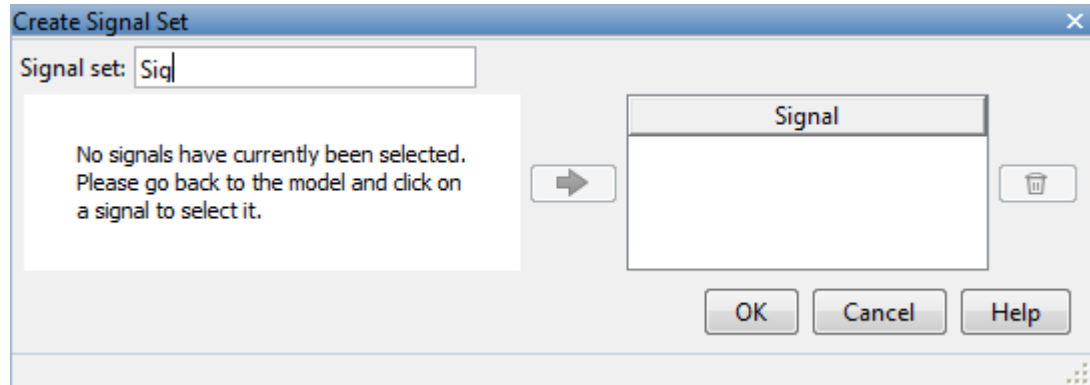 Create Signal Set
Signal set: Sig
No signals have currently been selected.
Please go back to the model and click on
a signal to select it.
Signal
OK Cancel Help